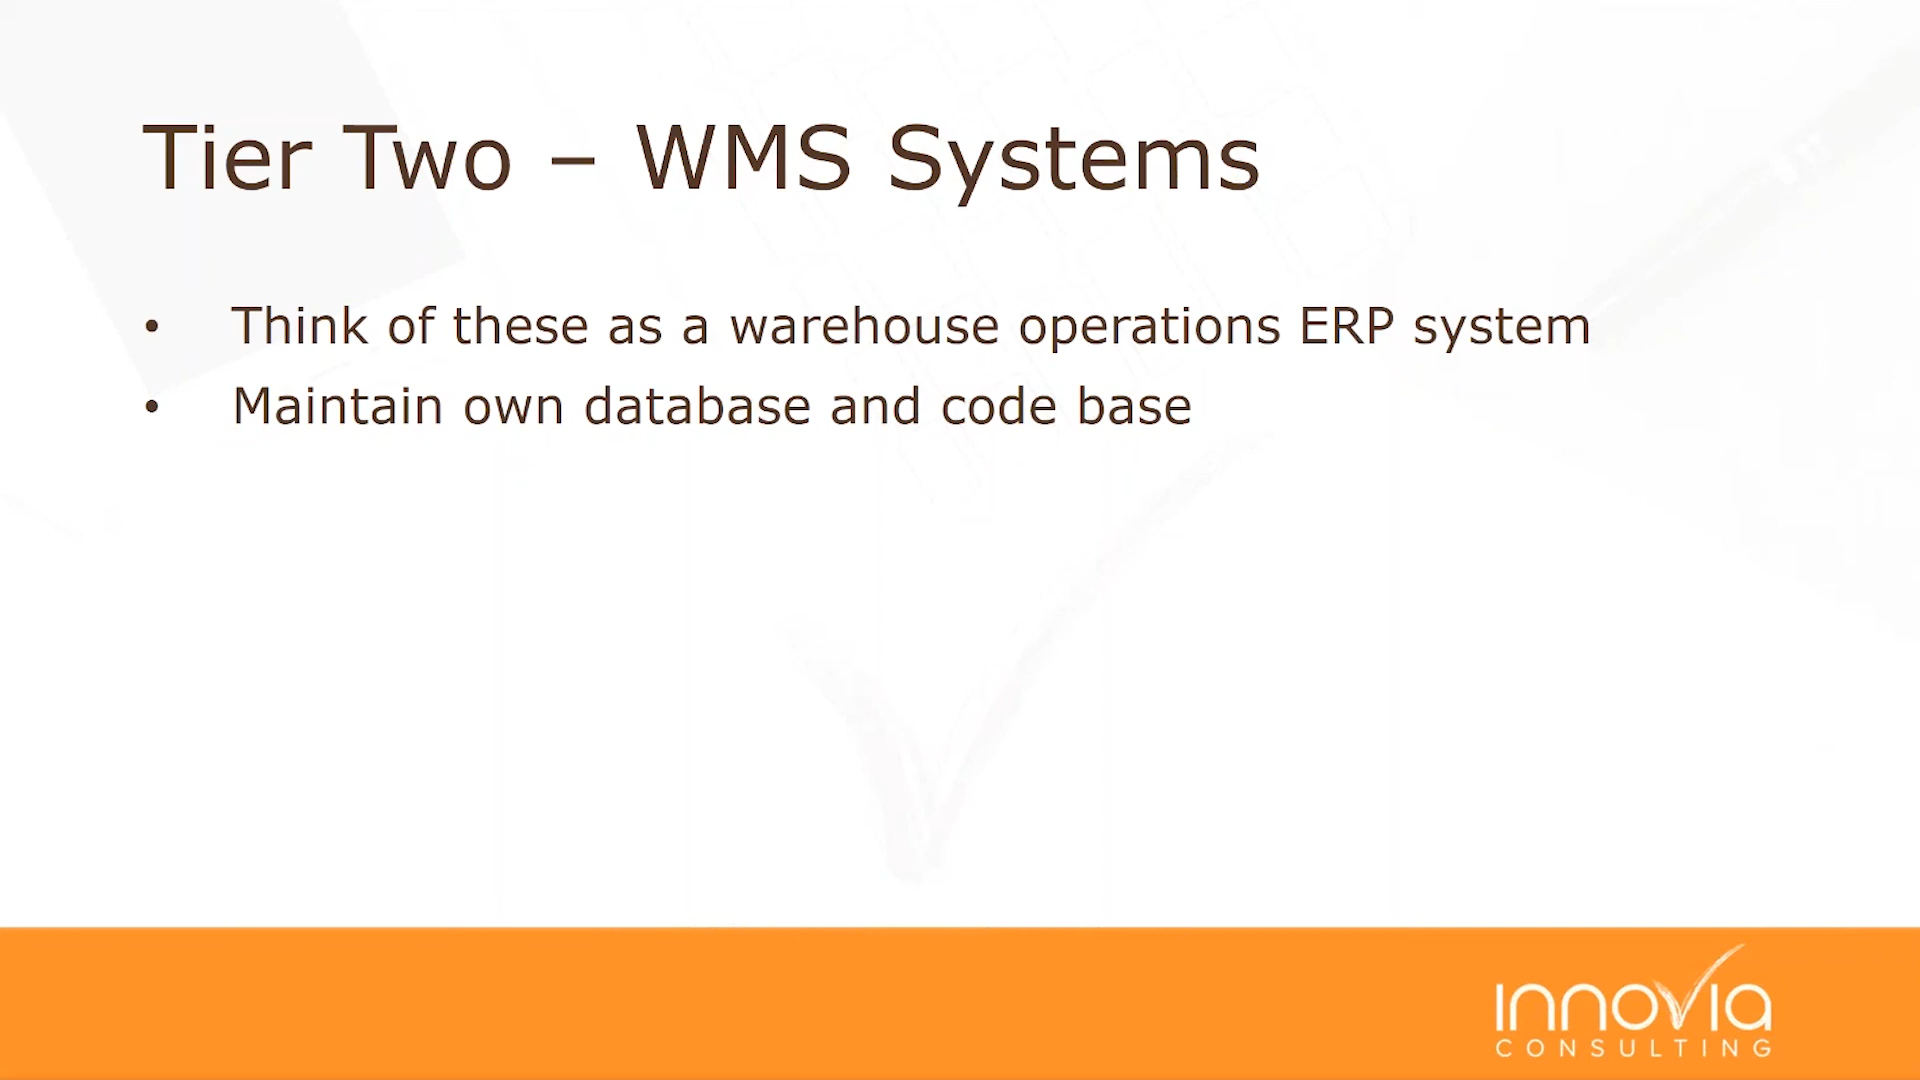 Tier Two – WMS Systems
• Think of these as a warehouse operations ERP system
• Maintain own database and code base
innovia
CONSULTING